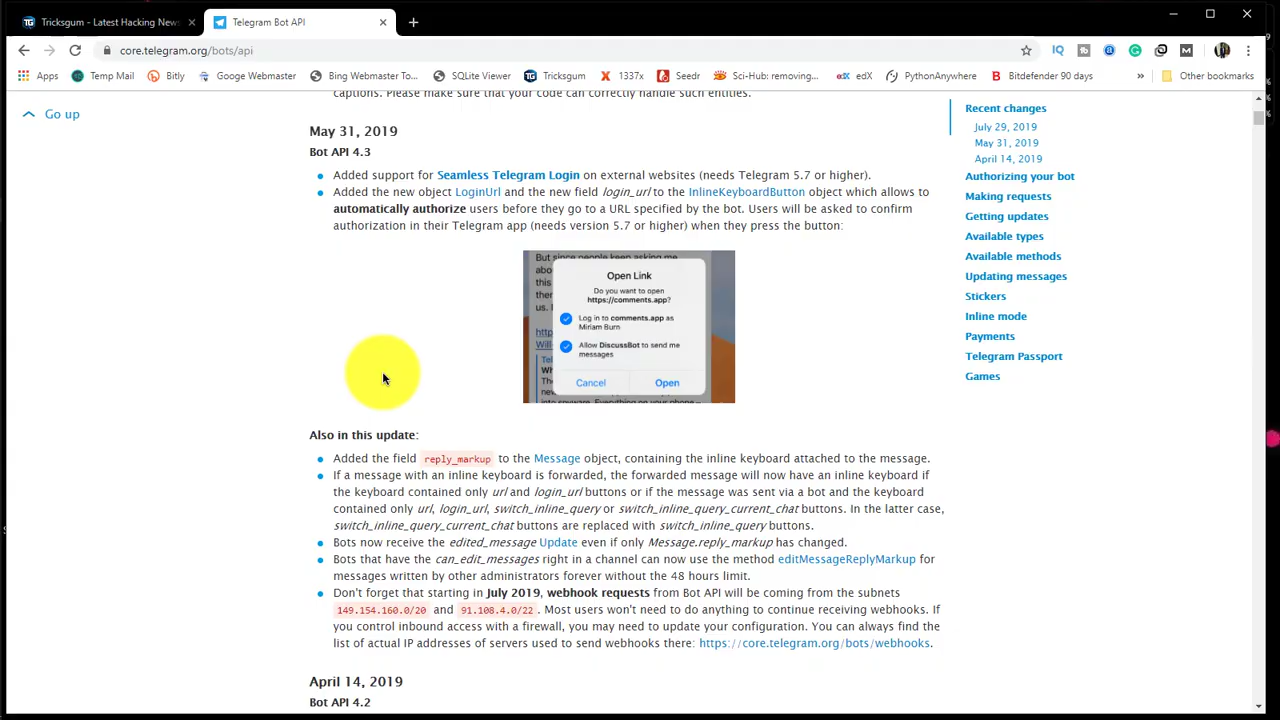 Tricksgum - Latest Hacking New
Telegram Bot API
core.telegram.org/bots/api
Apps
Temp Mail
Bitly
Googe Webmaster
Bing Webmaster To...
SQLite Viewer
Tricksgum
1337x
Seedr
Sci-Hub: removing...
edX
PythonAnywhere
Bitdefender 90 days
»
Other bookmarks
captions. Please make sure that your code can correctly handle such entities.
Go up
May 31, 2019
Bot API 4.3
Added support for Seamless Telegram Login on external websites (needs Telegram 5.7 or higher).
Added the new object LoginUrl and the new field login_url to the InlineKeyboardButton object which allows to
automatically authorize users before they go to a URL specified by the bot. Users will be asked to confirm
authorization in their Telegram app (needs version 5.7 or higher) when they press the button:
But since people keep asking me
Open Link
Do you want to open
https://comments.app?
Log in to comments.app as
Miriam Burn
Allow DiscussBot to send me
messages
Cancel
Open
into spyware. Everything on your phone
Also in this update:
Added the field reply_markup to the Message object, containing the inline keyboard attached to the message.
If a message with an inline keyboard is forwarded, the forwarded message will now have an inline keyboard if
the keyboard contained only url and login_url buttons or if the message was sent via a bot and the keyboard
contained only url, login_url, switch_inline_query or switch_inline_query_current_chat buttons. In the latter case,
switch_inline_query_current_chat buttons are replaced with switch_inline_query buttons.
Bots now receive the edited_message Update even if only Message.reply_markup has changed.
Bots that have the can_edit_messages right in a channel can now use the method editMessageReplyMarkup for
messages written by other administrators forever without the 48 hours limit.
Don't forget that starting in July 2019, webhook requests from Bot API will be coming from the subnets
149.154.160.0/20 and 91.108.4.0/22. Most users won't need to do anything to continue receiving webhooks. If
you control inbound access with a firewall, you may need to update your configuration. You can always find the
list of actual IP addresses of servers used to send webhooks there: https://core.telegram.org/bots/webhooks.
April 14, 2019
Bot API 4.2
Recent changes
July 29, 2019
May 31, 2019
April 14, 2019
Authorizing your bot
Making requests
Getting updates
Available types
Available methods
Updating messages
Stickers
Inline mode
Payments
Telegram Passport
Games